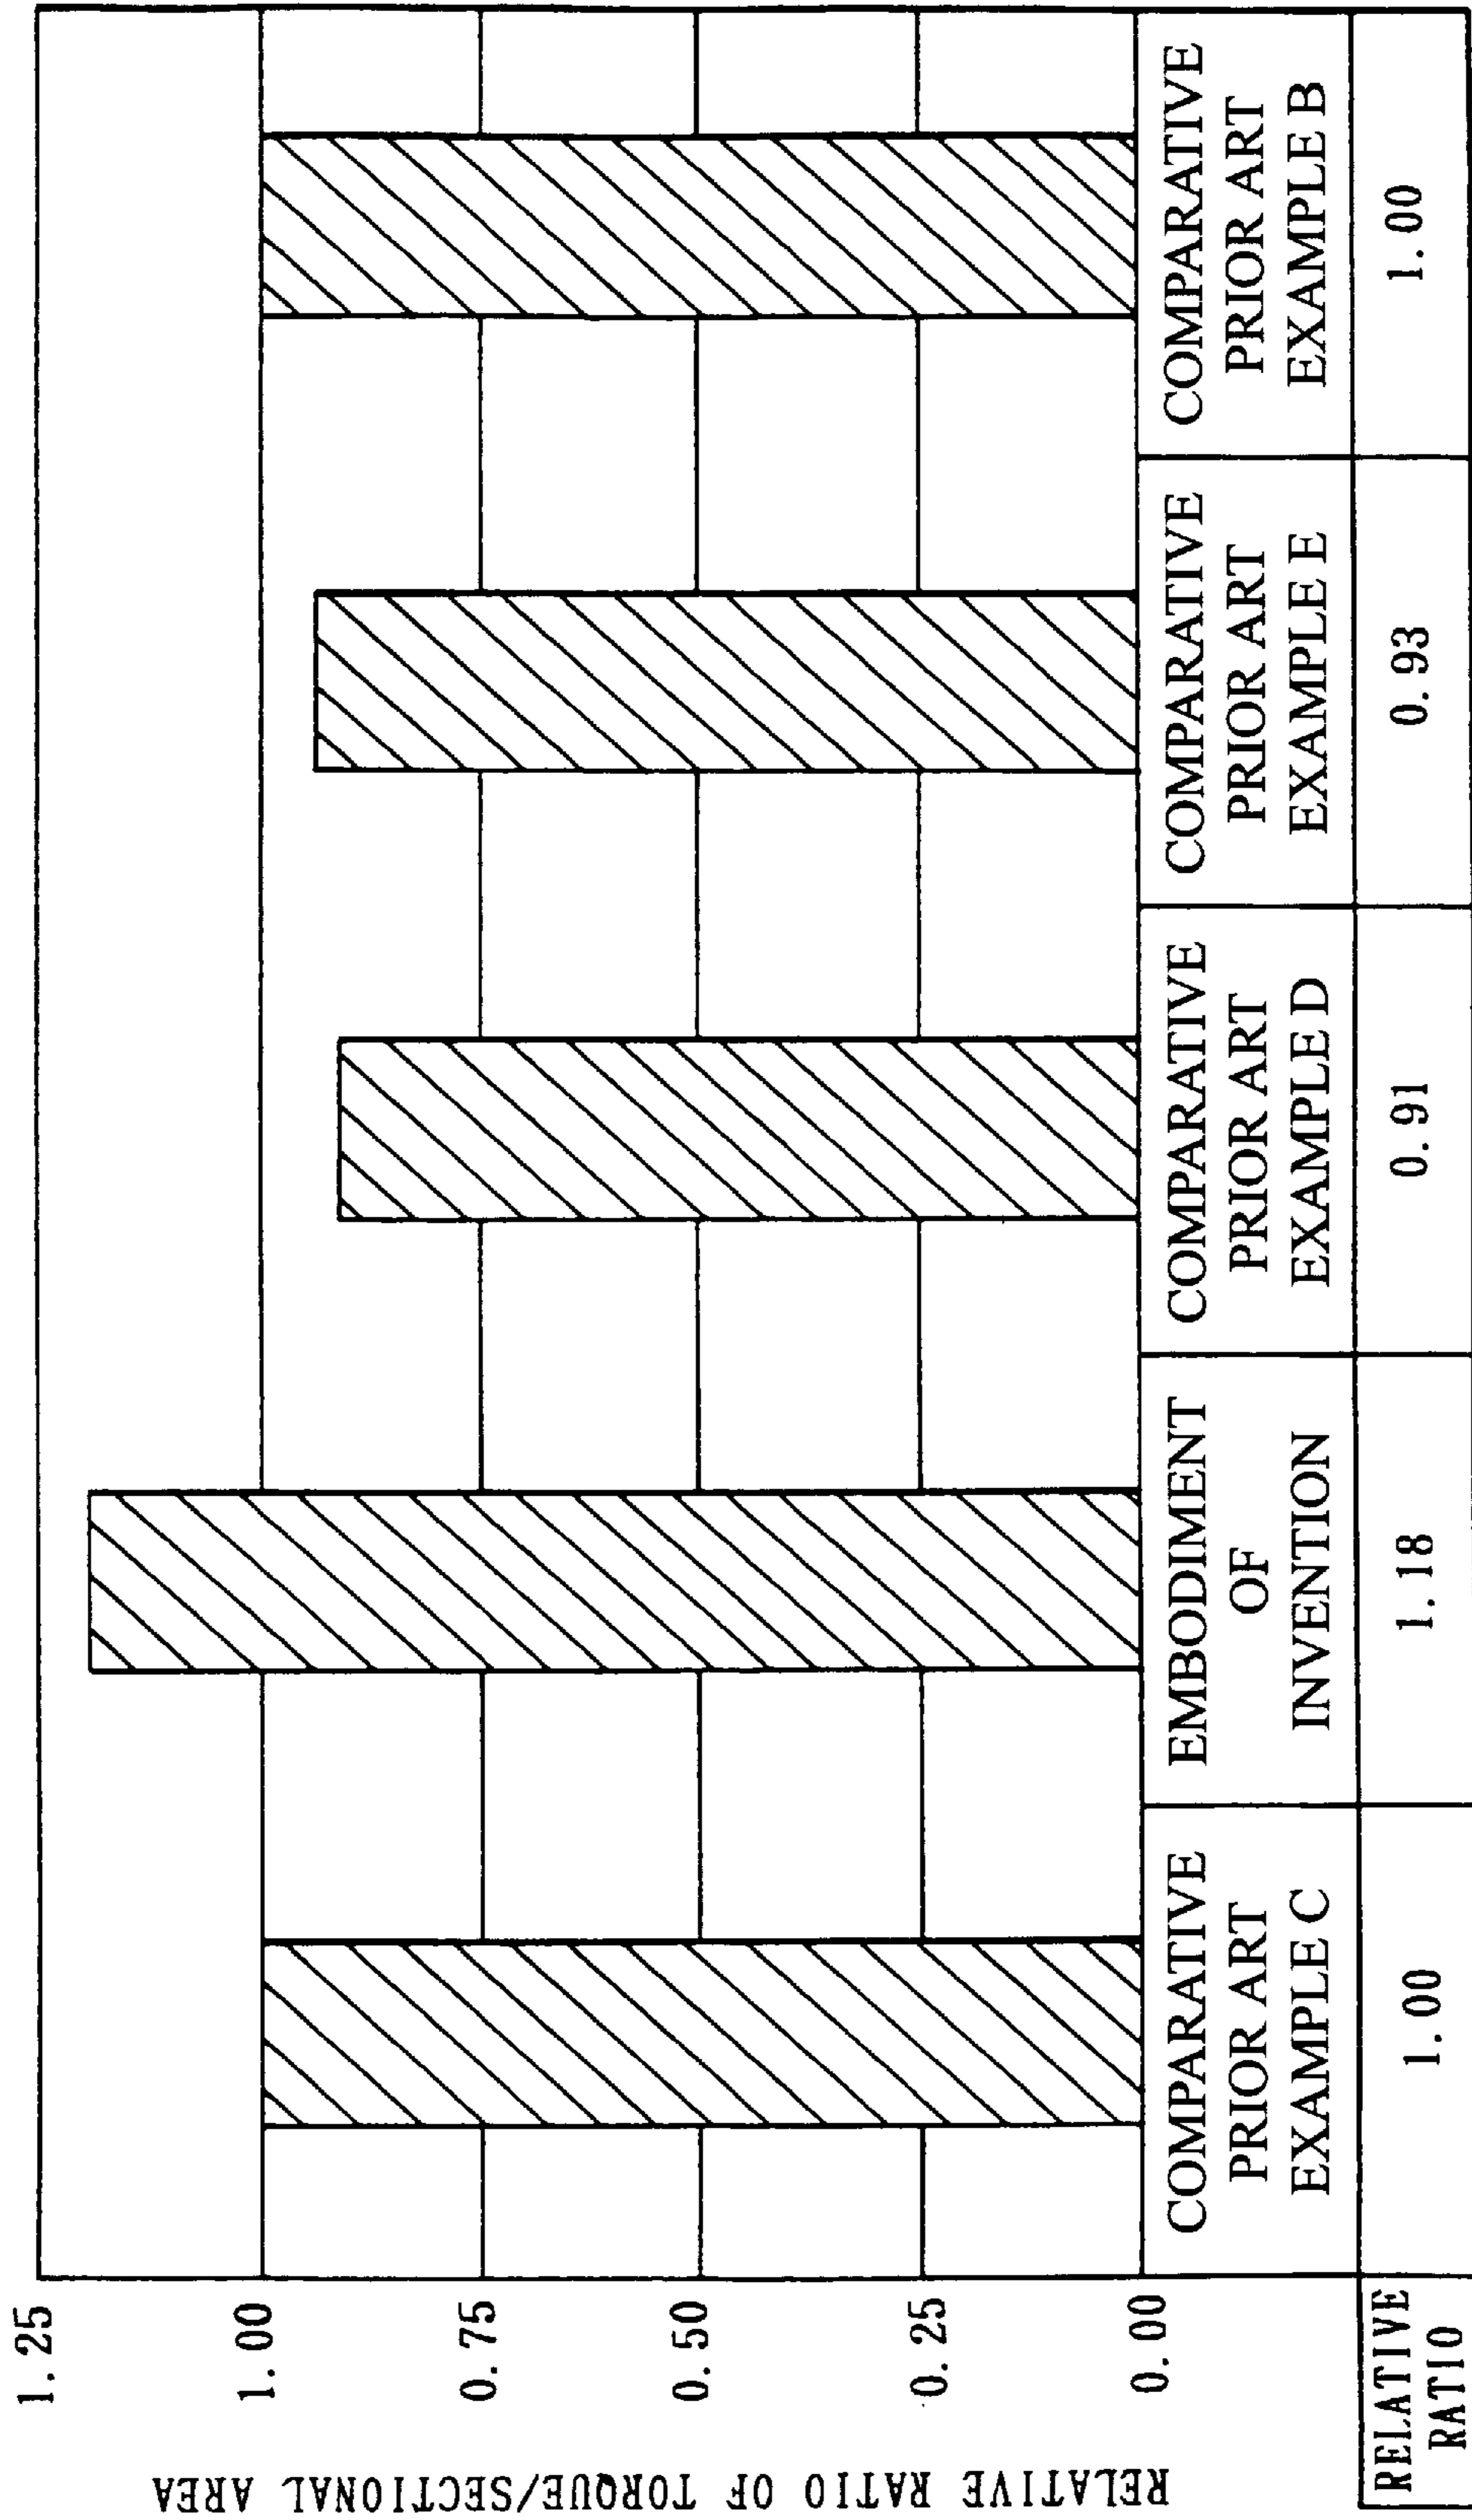 RELATIVE RATIO OF TORQUE/SECTIONAL AREA
1.25
1.00
0.75
0.50
0.25
0.00
COMPARATIVE
PRIOR ART
EXAMPLE C
EMBODIMENT
OF
INVENTION
COMPARATIVE
PRIOR ART
EXAMPLE D
COMPARATIVE
PRIOR ART
EXAMPLE E
COMPARATIVE
PRIOR ART
EXAMPLE B
RELATIVE
RATIO
1.00
1.18
0.91
0.93
1.00